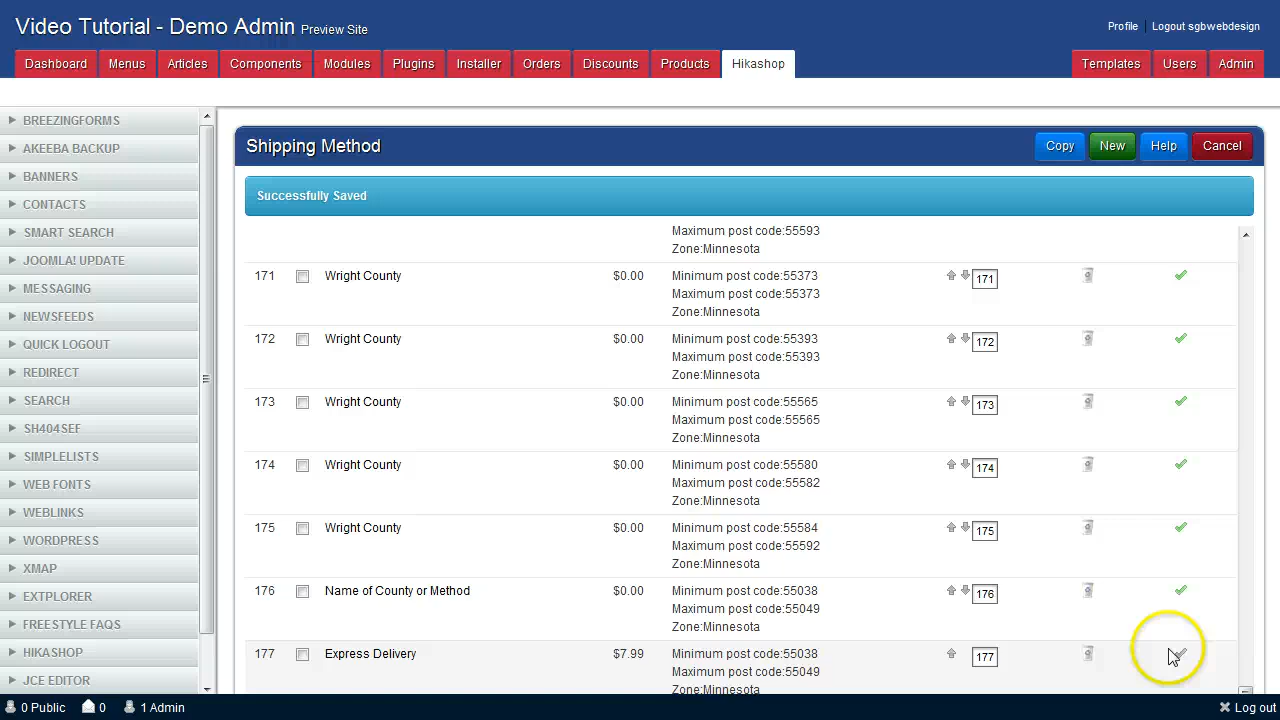 Video Tutorial - Demo Admin Preview Site
Profile Logout sgbwebdesign
Dashboard Menus Articles Components Modules Plugins Installer Orders Discounts Products Hikashop Templates Users Admin
BREEZINGFORMS
AKEEBA BACKUP
BANNERS
CONTACTS
SMART SEARCH
JOOMLA! UPDATE
MESSAGING
NEWSFEEDS
QUICK LOGOUT
REDIRECT
SEARCH
SH404SEF
SIMPLELISTS
WEB FONTS
WEBLINKS
WORDPRESS
XMAP
EXTPLORER
FREESTYLE FAQS
HIKASHOP
JCE EDITOR
Shipping Method Copy New Help Cancel
Successfully Saved
Maximum post code:55593
Zone:Minnesota
171 Wright County $0.00 Minimum post code:55373 171
Maximum post code:55373
Zone:Minnesota
172 Wright County $0.00 Minimum post code:55393 172
Maximum post code:55393
Zone:Minnesota
173 Wright County $0.00 Minimum post code:55565 173
Maximum post code:55565
Zone:Minnesota
174 Wright County $0.00 Minimum post code:55580 174
Maximum post code:55582
Zone:Minnesota
175 Wright County $0.00 Minimum post code:55584 175
Maximum post code:55592
Zone:Minnesota
176 Name of County or Method $0.00 Minimum post code:55038 176
Maximum post code:55049
Zone:Minnesota
177 Express Delivery $7.99 Minimum post code:55038 177
Maximum post code:55049
Zone:Minnesota
0 Public 0 1 Admin Log out